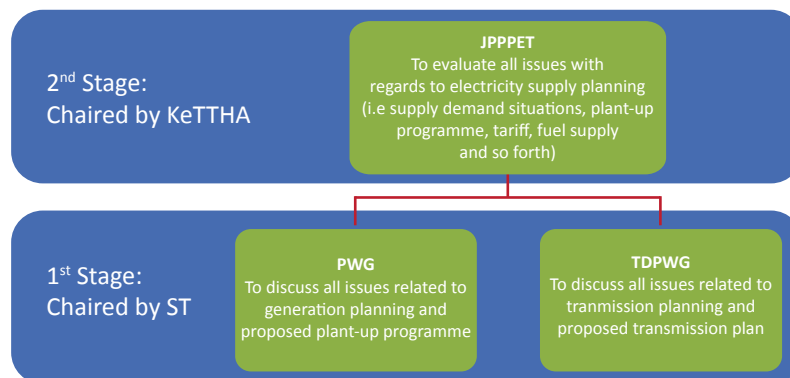 2nd Stage:
Chaired by KeTTHA
JPPPET
To evaluate all issues with
regards to electricity supply planning
(i.e supply demand situations, plant-up
programme, tariff, fuel supply
and so forth)
1st Stage:
Chaired by ST
PWG
To discuss all issues related to
generation planning and
proposed plant-up programme
TDPWG
To discuss all issues related to
tranmission planning and
proposed transmission plan